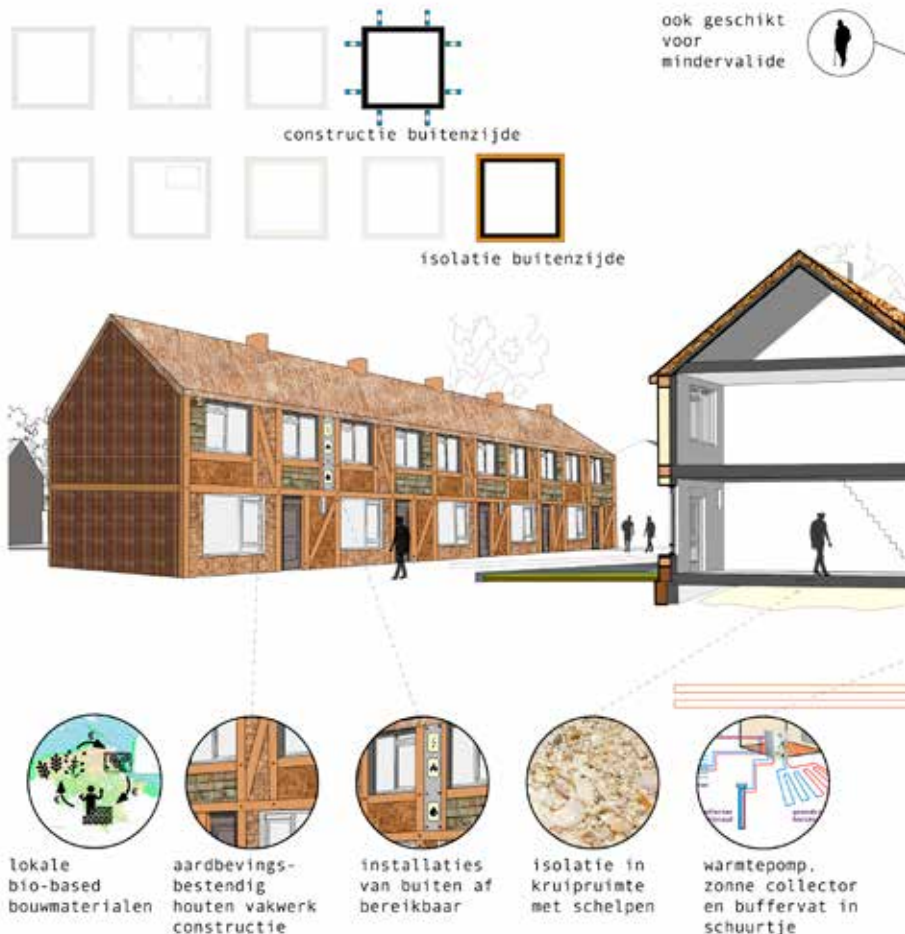 ook geschikt
voor
mindervalide
constructie buitenzijde
isolatie buitenzijde
lokale
bio-based
bouwmaterialen
aardbevings-
bestendig
houten vakwerk
constructie
installaties
van buiten af
bereikbaar
isolatie in
kruipruimte
met schelpen
warmtepomp,
zonne collector
en buffervat in
schuurtje